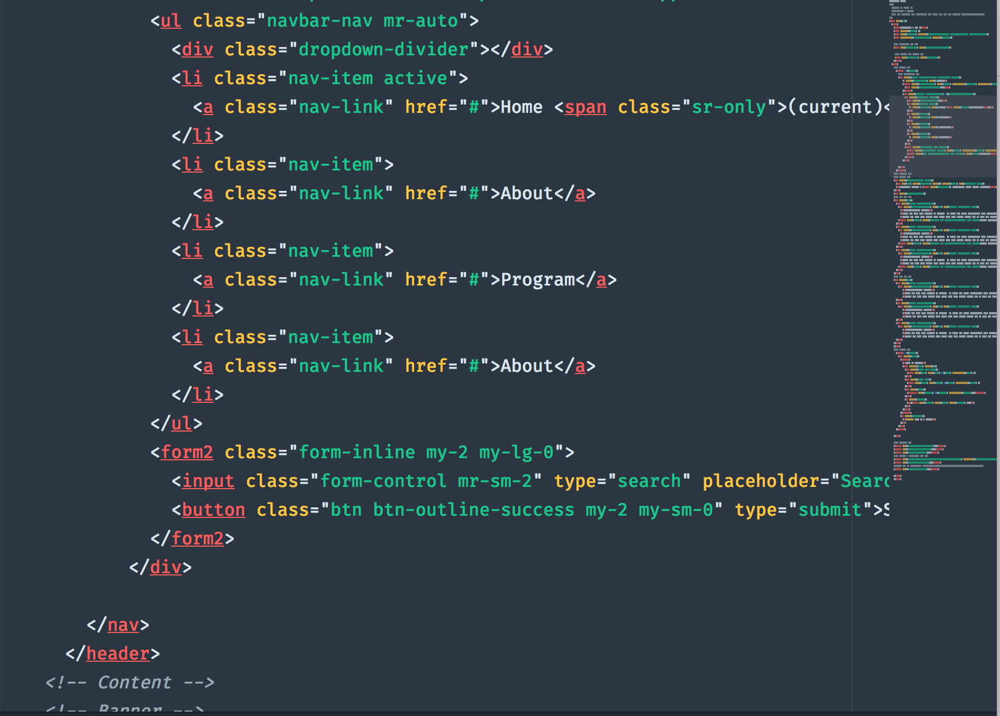 <ul class="navbar-nav mr-auto">
<div class="dropdown-divider"></div>
<li class="nav-item active">
<a class="nav-link" href="#">Home <span class="sr-only">(current)<
</li>
<li class="nav-item">
<a class="nav-link" href="#">About</a>
</li>
<li class="nav-item">
<a class="nav-link" href="#">Program</a>
</li>
<li class="nav-item">
<a class="nav-link" href="#">About</a>
</li>
</ul>
<form2 class="form-inline my-2 my-lg-0">
<input class="form-control mr-sm-2" type="search" placeholder="Searc
<button class="btn btn-outline-success my-2 my-sm-0" type="submit">S
</form2>
</div>
</nav>
</header>
<!-- Content -->
<!-- Banner -->